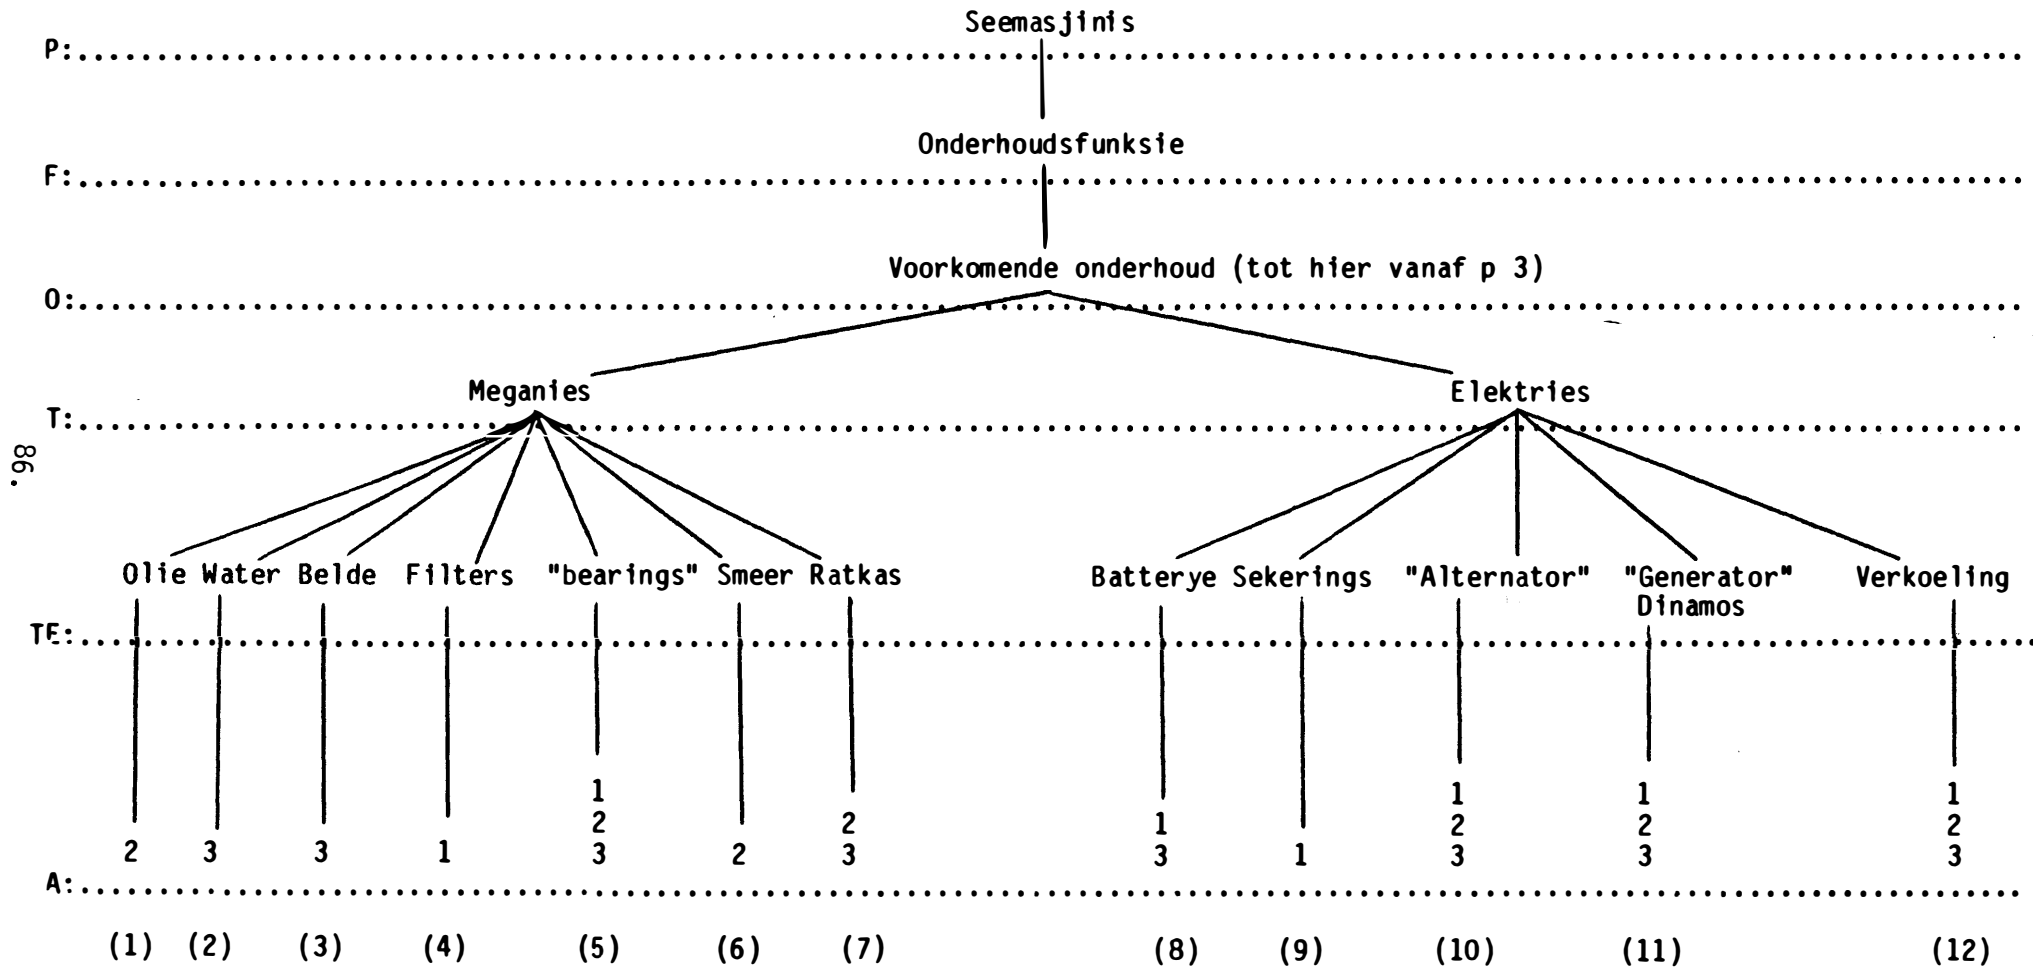 Seemasjinis
P:
Onderhoudsfunksie
F:
Voorkomende onderhoud (tot hier vanaf p 3)
O:
Meganies Elektries
T:
86.
Olie Water Belde Filters "bearings" Smeer Ratkas Batterye Sekerings "Alternator" "Generator" Verkoeling
Dinamos
TE:
1 1 1 1
2 2 1 2 2 2
2 3 3 1 3 2 3 3 1 3 3 3
A:
(1) (2) (3) (4) (5) (6) (7) (8) (9) (10) (11) (12)